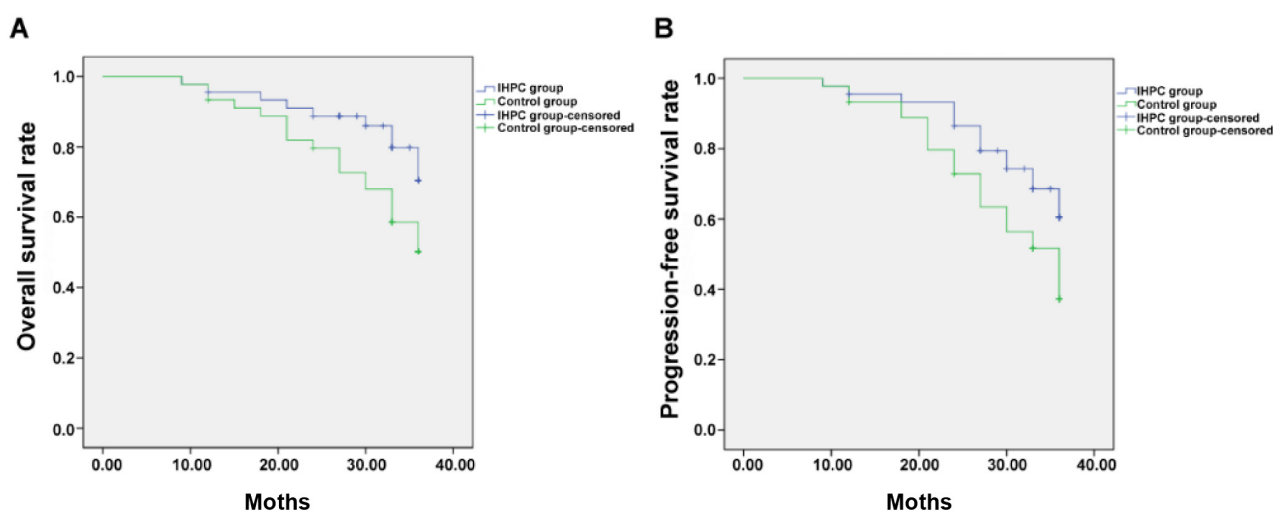 A
Overall survival rate
1.0
0.8
0.6
0.4
0.2
0.0
0.00 10.00 20.00 30.00 40.00
Moths
IHPC group
Control group
IHPC group-censored
Control group-censored
B
Progression-free survival rate
1.0
0.8
0.6
0.4
0.2
0.0
0.00 10.00 20.00 30.00 40.00
Moths
IHPC group
Control group
IHPC group-censored
Control group-censored